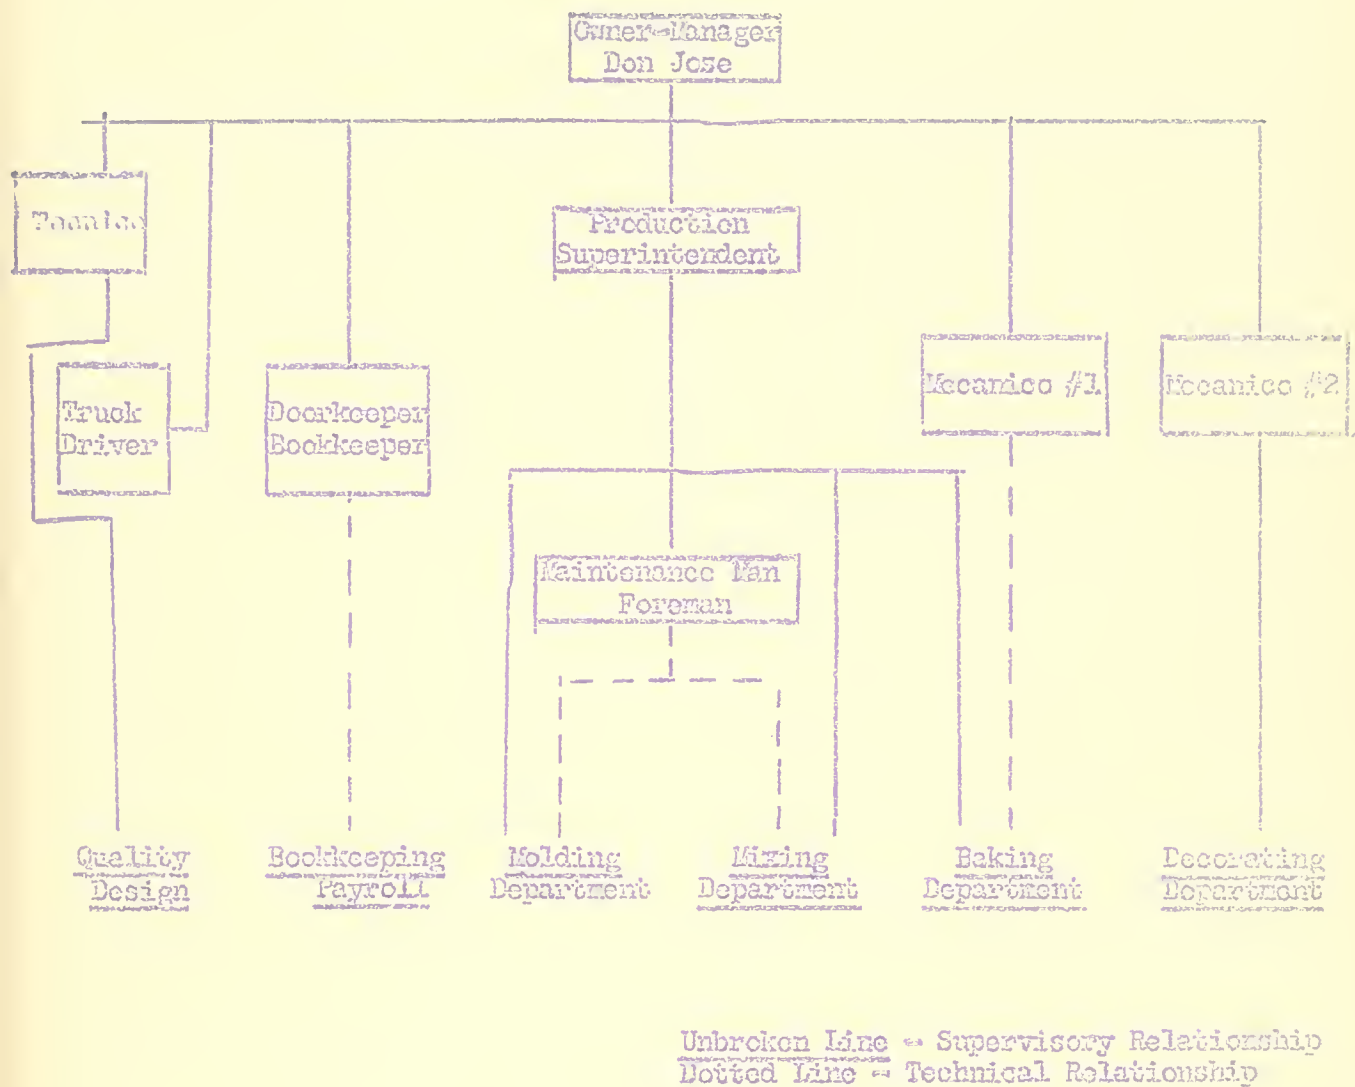 Owner-Manager
Don Jose
Tecnico
Production
Superintendent
Truck
Driver
Doorkeeper
Bookkeeper
Mecanico #1
Mecanico #2
Maintenance Man
Foreman
Quality
Design
Bookkeeping
Payroll
Molding
Department
Mixing
Department
Baking
Department
Decorating
Department
Unbroken Line = Supervisory Relationship
Dotted Line = Technical Relationship